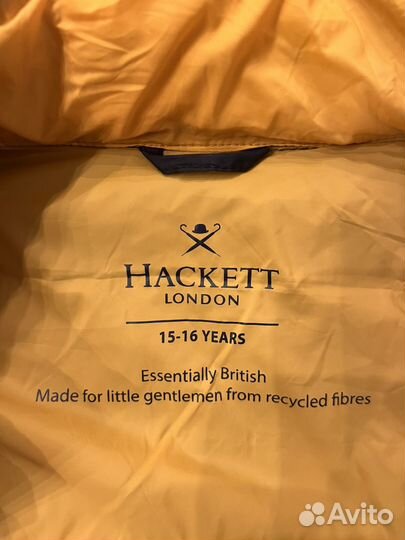 HACKETT
LONDON
15-16 YEARS
Essentially British
Made for little gentlemen from recycled fibres
Avito